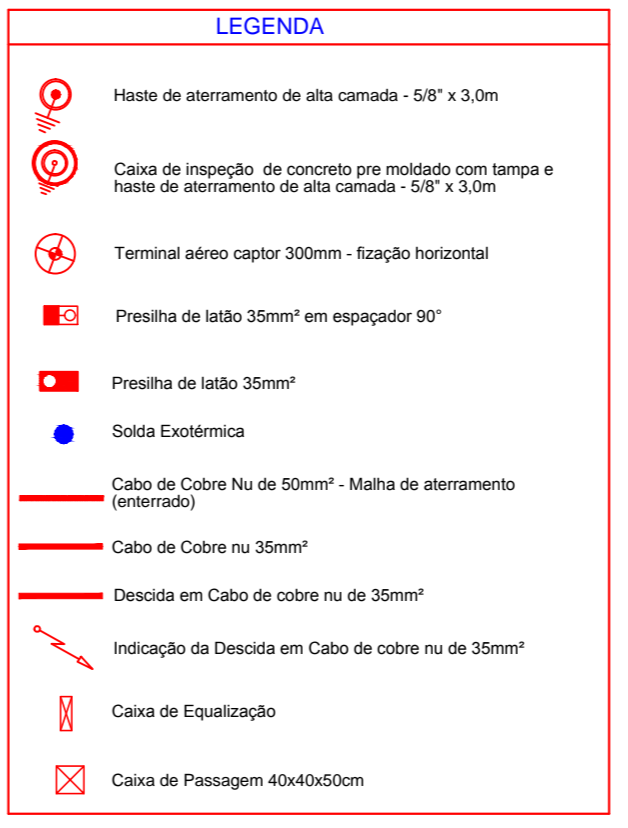 LEGENDA
Haste de aterramento de alta camada - 5/8" x 3,0m
Caixa de inspeção de concreto pre moldado com tampa e
haste de aterramento de alta camada - 5/8" x 3,0m
Terminal aéreo captor 300mm - fização horizontal
Presilha de latão 35mm² em espaçador 90°
Presilha de latão 35mm²
Solda Exotérmica
Cabo de Cobre Nu de 50mm² - Malha de aterramento
(enterrado)
Cabo de Cobre nu 35mm²
Descida em Cabo de cobre nu de 35mm²
Indicação da Descida em Cabo de cobre nu de 35mm²
Caixa de Equalização
Caixa de Passagem 40x40x50cm